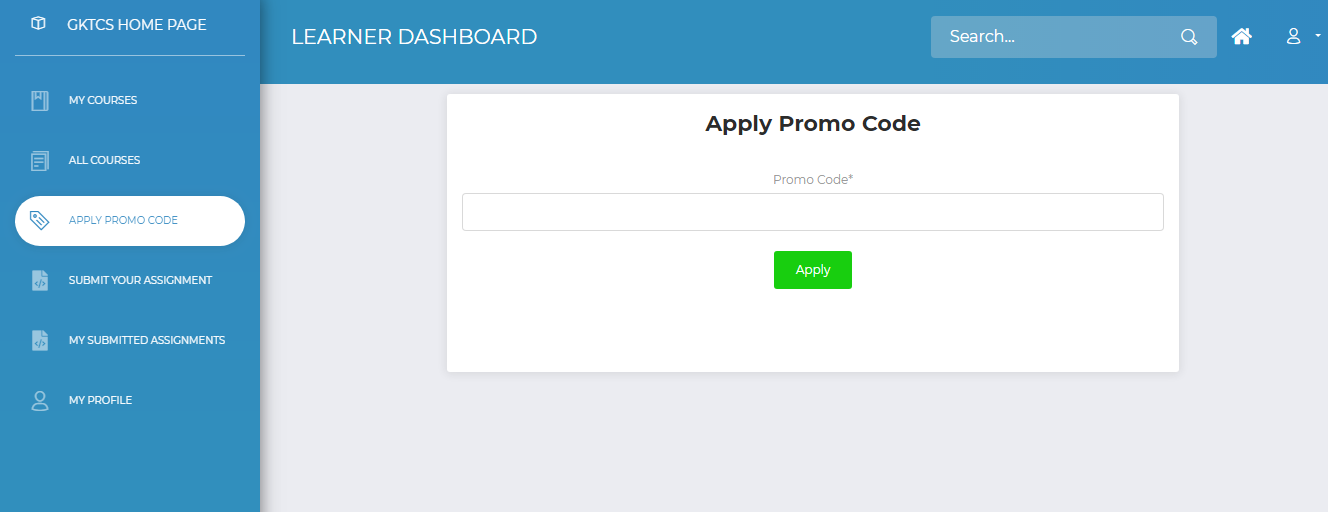 GKTCS HOME PAGE
MY COURSES
ALL COURSES
APPLY PROMO CODE
SUBMIT YOUR ASSIGNMENT
MY SUBMITTED ASSIGNMENTS
MY PROFILE
LEARNER DASHBOARD
Search...
Apply Promo Code
Promo Code*
Apply